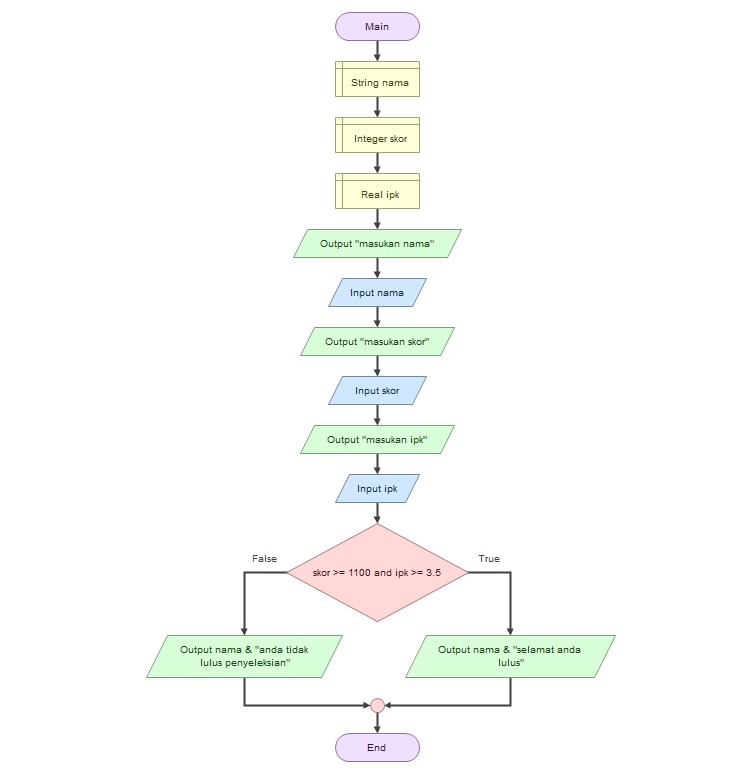 Main
String nama
Integer skor
Real ipk
Output "masukan nama"
Input nama
Output "masukan skor"
Input skor
Output "masukan ipk"
Input ipk
False
True
skor >= 1100 and ipk >= 3.5
Output nama & "anda tidak
lulus penyeleksian"
Output nama & "selamat anda
lulus"
End